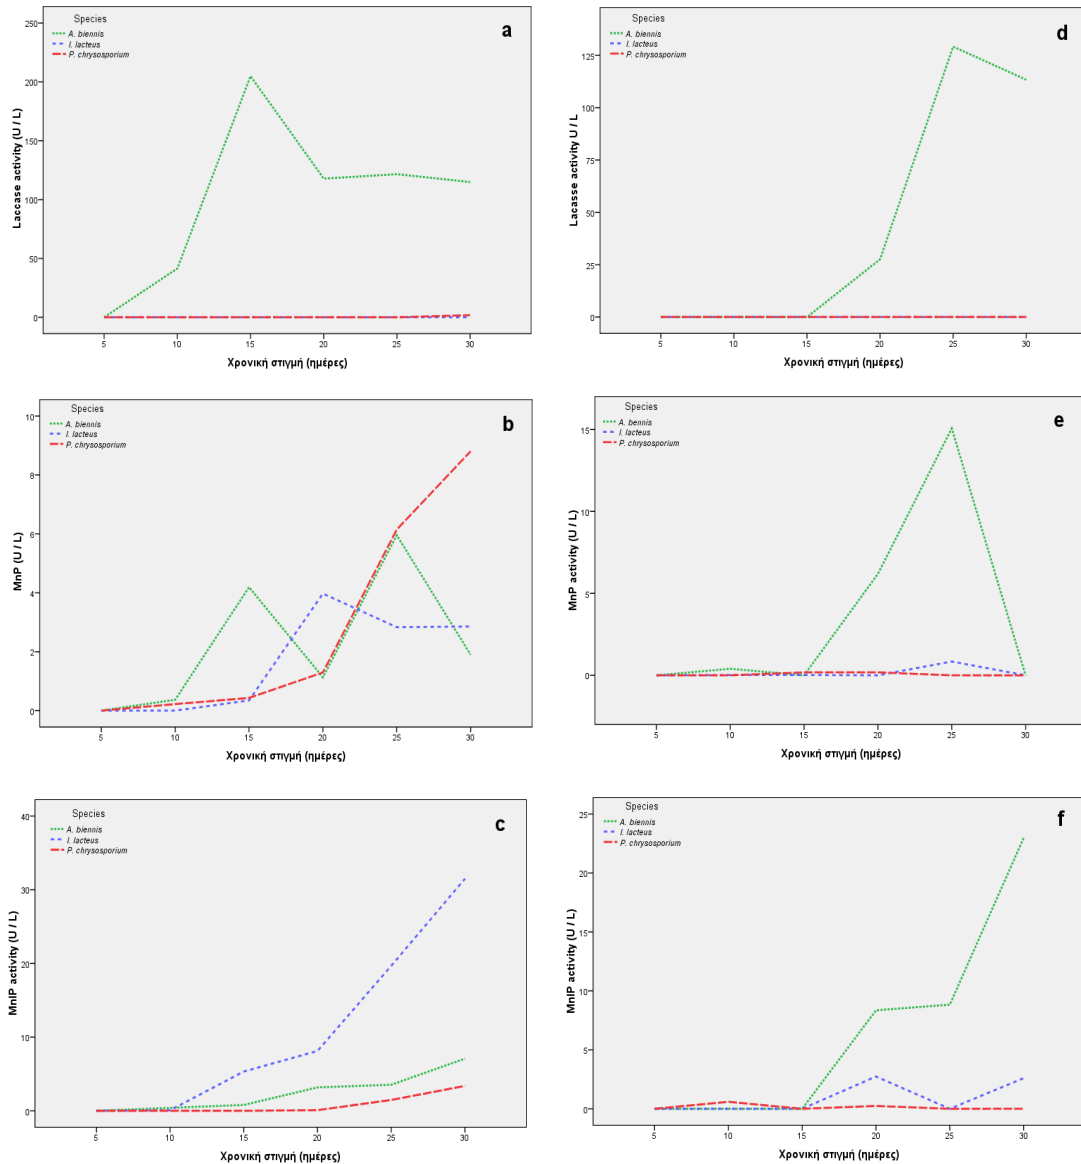 Species
A. biennis
I. lacteus
P. chrysosporium
a
250
200
150
100
50
0
Laccase activity (U / L)
5 10 15 20 25 30
Χρονική στιγμή (ημέρες)
Species
A. biennis
I. lacteus
P. chrysosporium
d
125
100
75
50
25
0
Lacasse activity U / L
5 10 15 20 25 30
Χρονική στιγμή (ημέρες)
Species
A. biennis
I. lacteus
P. chrysosporium
b
10
8
6
4
2
0
MnP (U / L)
5 10 15 20 25 30
Χρονική στιγμή (ημέρες)
Species
A. bennis
I. lacteus
P. chrysosporium
e
15
10
5
0
MnP activity (U / L)
5 10 15 20 25 30
Χρονική στιγμή (ημέρες)
Species
A. biennis
I. lacteus
P. chrysosporium
c
40
30
20
10
0
MnIP activity (U / L)
5 10 15 20 25 30
Χρονική στιγμή (ημέρες)
Species
A. biennis
I. lacteus
P. chrysosporium
f
25
20
15
10
5
0
MnIP activity (U / L)
5 10 15 20 25 30
Χρονική στιγμή (ημέρες)